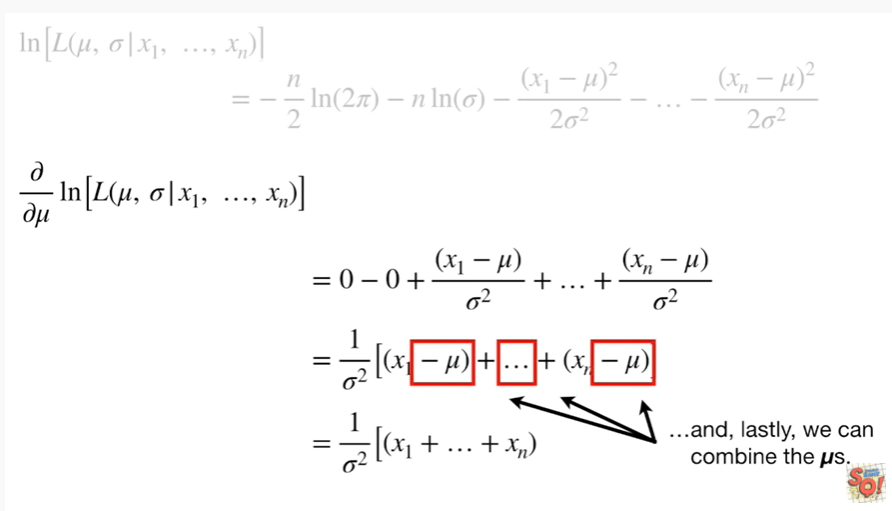 ln[L(μ, σ|x₁, …, xₙ)]
= − n/2 ln(2π) − n ln(σ) − (x₁ − μ)²/2σ² − … − (xₙ − μ)²/2σ²
∂/∂μ ln[L(μ, σ|x₁, …, xₙ)]
= 0 − 0 + (x₁ − μ)/σ² + … + (xₙ − μ)/σ²
= 1/σ² [(x₁ − μ) + … + (xₙ − μ)
= 1/σ² [(x₁ + … + xₙ)
…and, lastly, we can
combine the μs.
SQ!